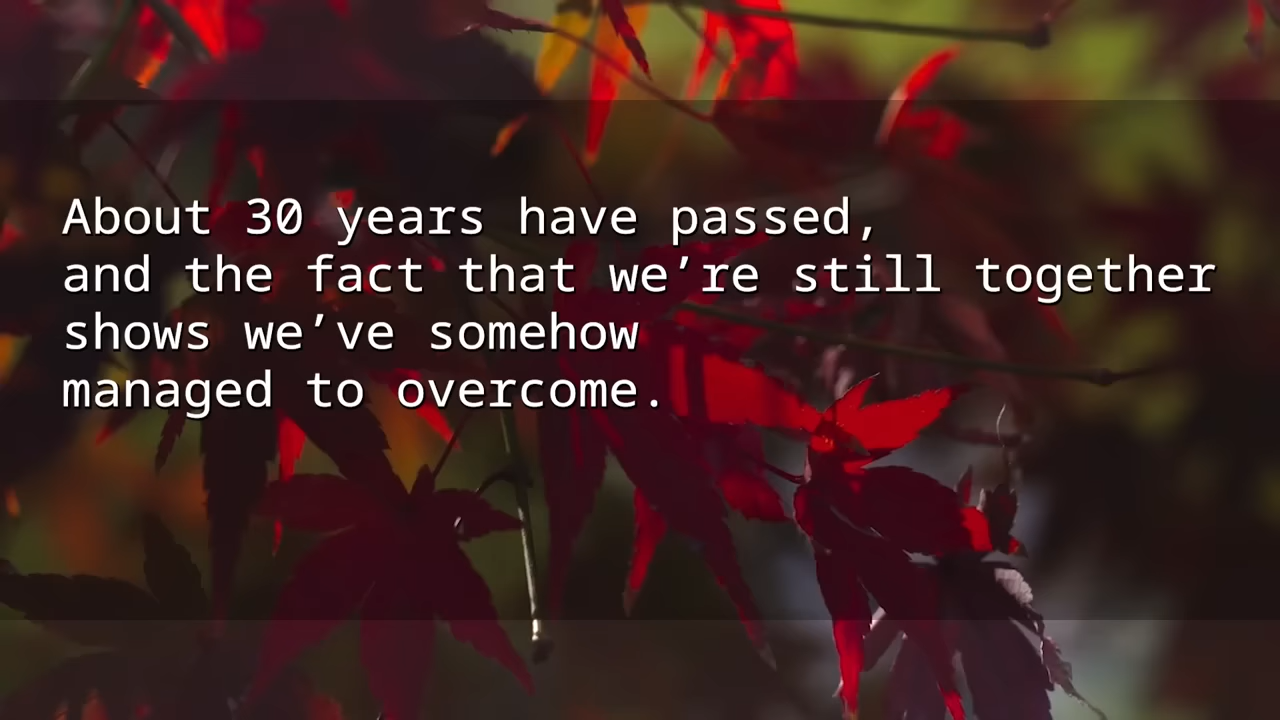 About 30 years have passed,
and the fact that we’re still together
shows we’ve somehow
managed to overcome.